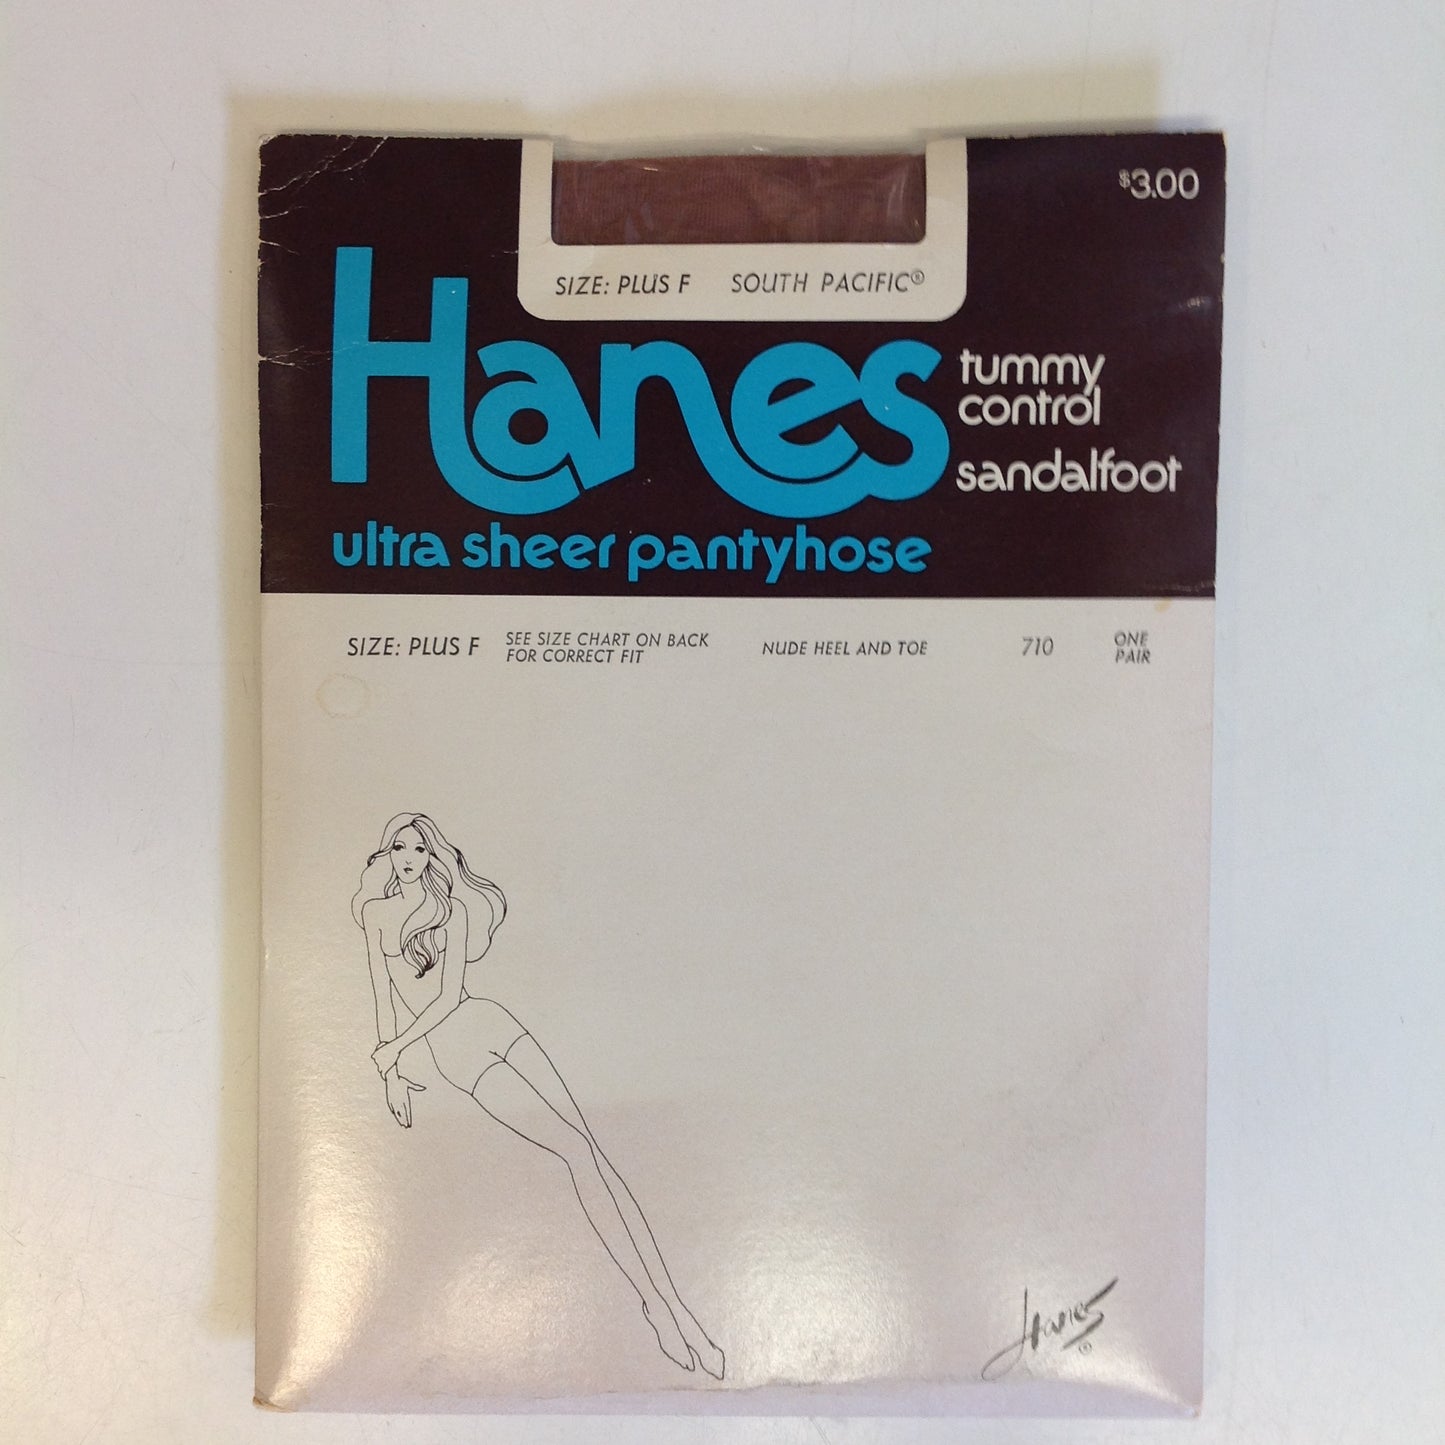 $3.00
SIZE: PLUS F SOUTH PACIFIC®
Hanes
tummy
control
sandalfoot
ultra sheer pantyhose
SIZE: PLUS F
SEE SIZE CHART ON BACK
FOR CORRECT FIT
NUDE HEEL AND TOE
710
ONE
PAIR
Hanes®